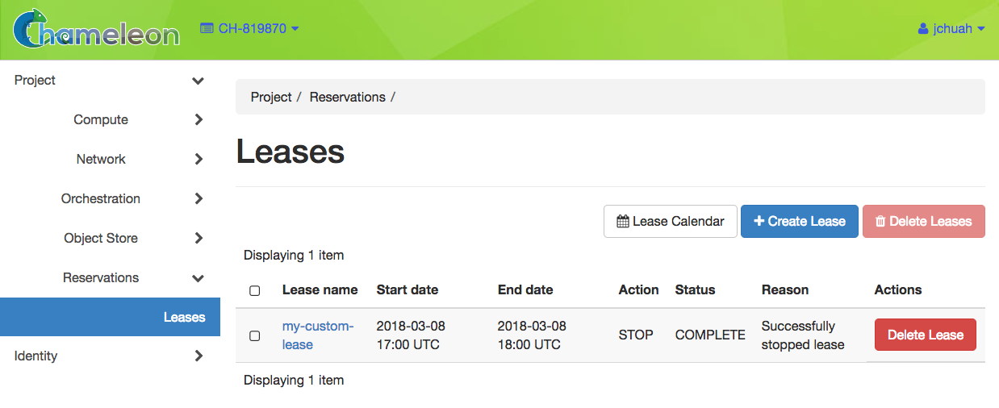 Chameleon
CH-819870
jchuah
Project
Compute
Network
Orchestration
Object Store
Reservations
Leases
Identity
Project / Reservations /
Leases
Lease Calendar
Create Lease
Delete Leases
Displaying 1 item
Lease name Start date End date Action Status Reason Actions
my-custom- 2018-03-08 2018-03-08 STOP COMPLETE Successfully Delete Lease
lease 17:00 UTC 18:00 UTC stopped lease
Displaying 1 item